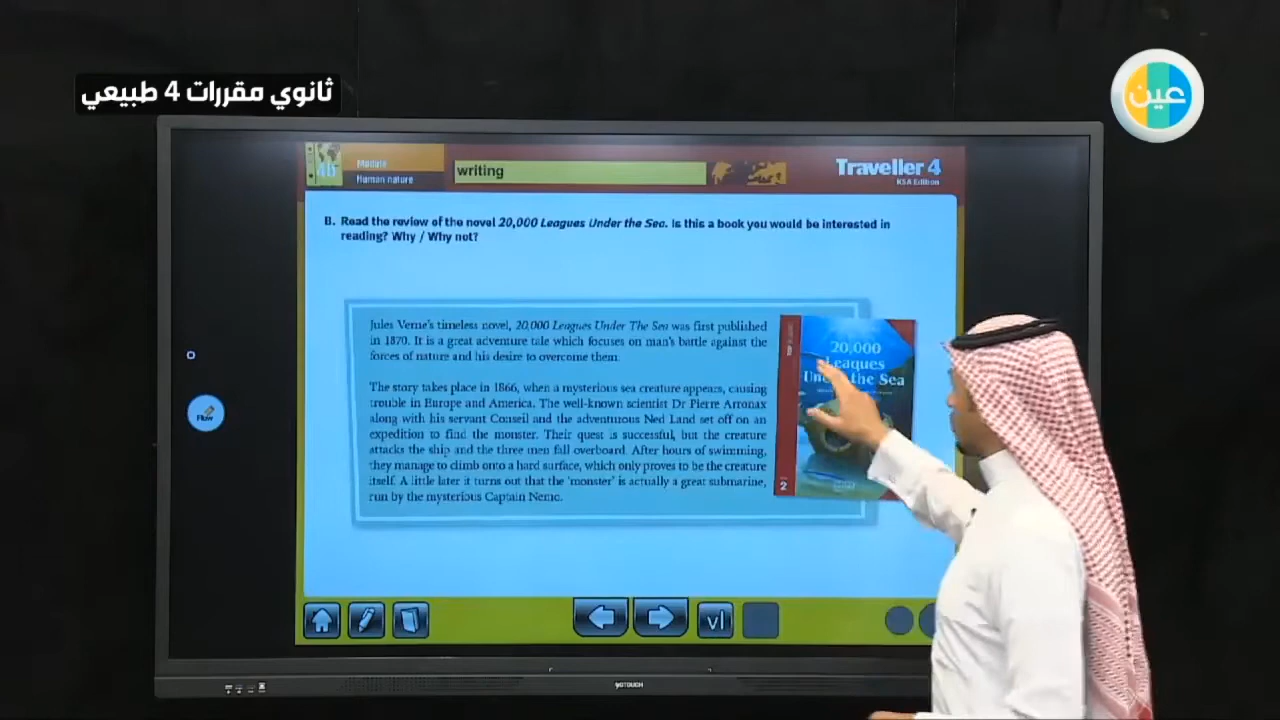 ثانوي مقررات 4 طبيعي
عين
4b
Module
Human nature
writing
Traveller 4
KSA Edition
B. Read the review of the novel 20,000 Leagues Under the Sea. Is this a book you would be interested in
reading? Why / Why not?
Jules Verne's timeless novel, 20,000 Leagues Under The Sea was first published
in 1870. It is a great adventure tale which focuses on man's battle against the
forces of nature and his desire to overcome them.
The story takes place in 1866, when a mysterious sea creature appears, causing
trouble in Europe and America. The well-known scientist Dr Pierre Arronax
along with his servant Conseil and the adventurous Ned Land set off on an
expedition to find the monster. Their quest is successful, but the creature
attacks the ship and the three men fall overboard. After hours of swimming,
they manage to climb onto a hard surface, which only proves to be the creature
itself. A little later it turns out that the 'monster' is actually a great submarine,
run by the mysterious Captain Nemo.
20,000
Leagues
Under the Sea
2
Flow
vl